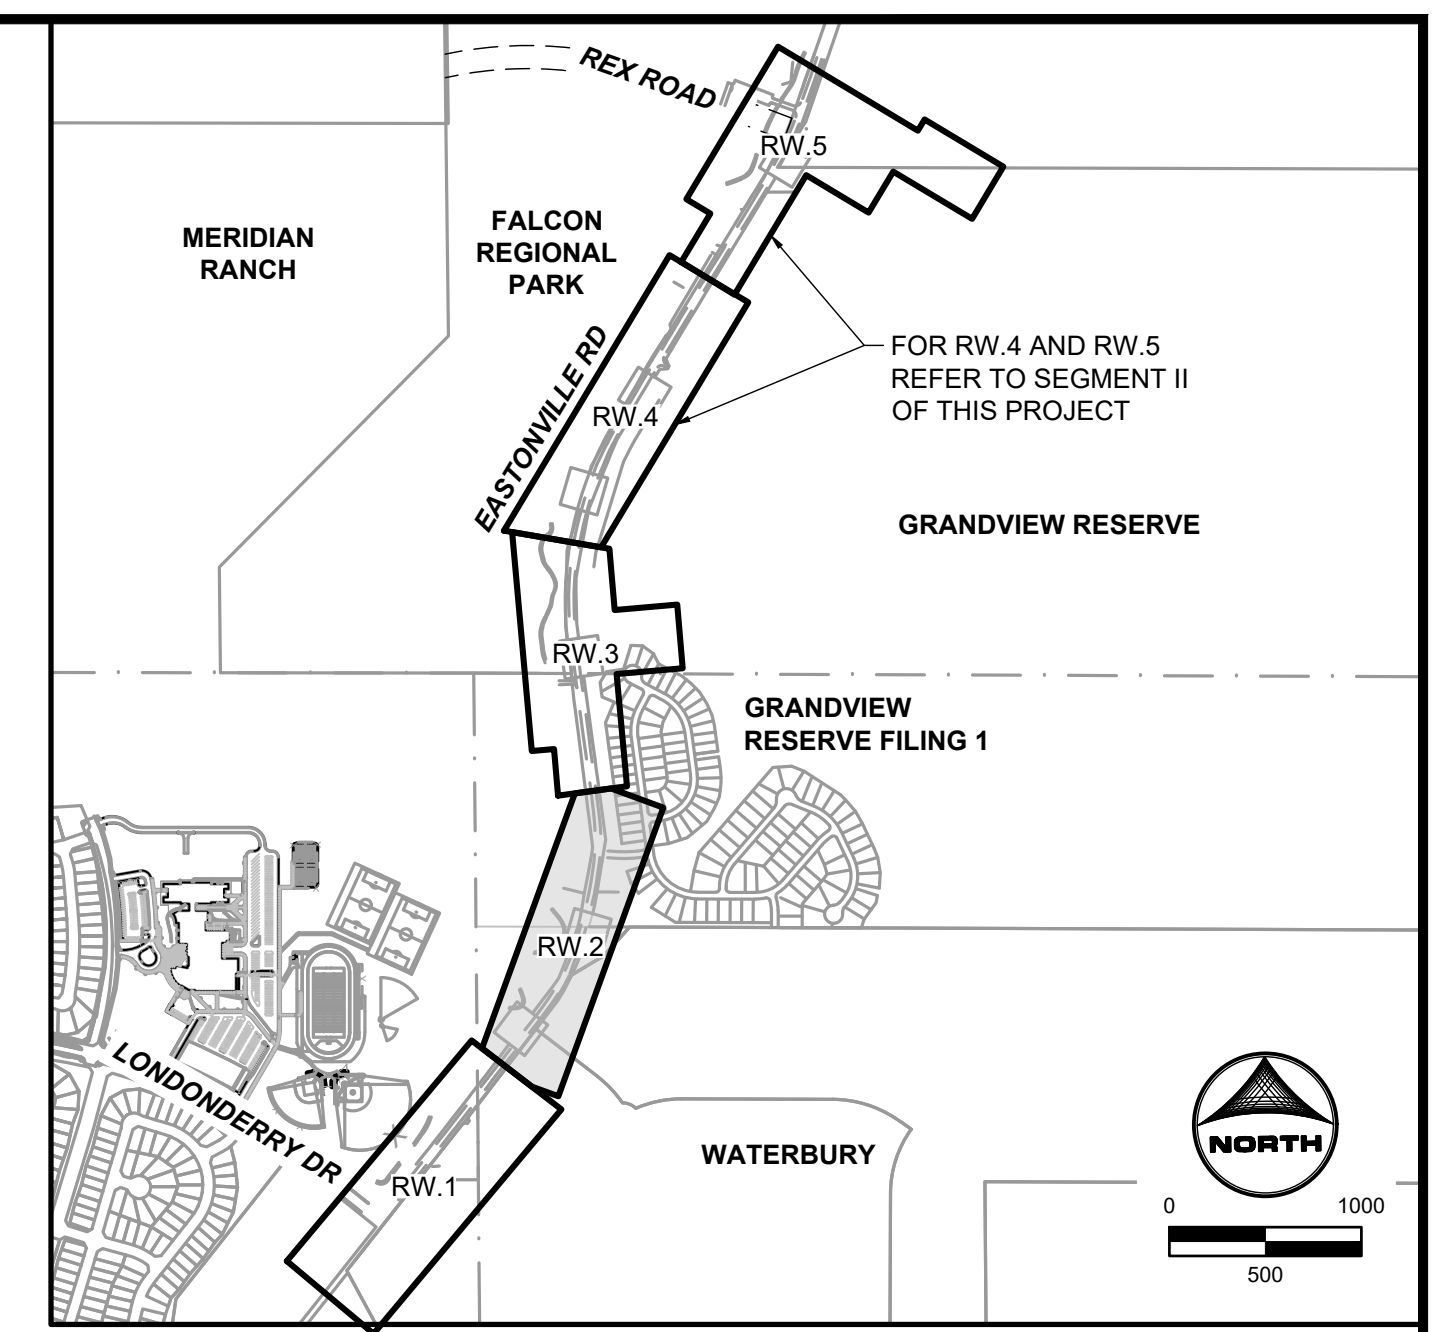 REX ROAD
RW.5
MERIDIAN
RANCH
FALCON
REGIONAL
PARK
EASTONVILLE RD
FOR RW.4 AND RW.5
REFER TO SEGMENT II
OF THIS PROJECT
RW.4
GRANDVIEW RESERVE
RW.3
GRANDVIEW
RESERVE FILING 1
RW.2
LONDONDERRY DR
RW.1
WATERBURY
NORTH
0 1000
500